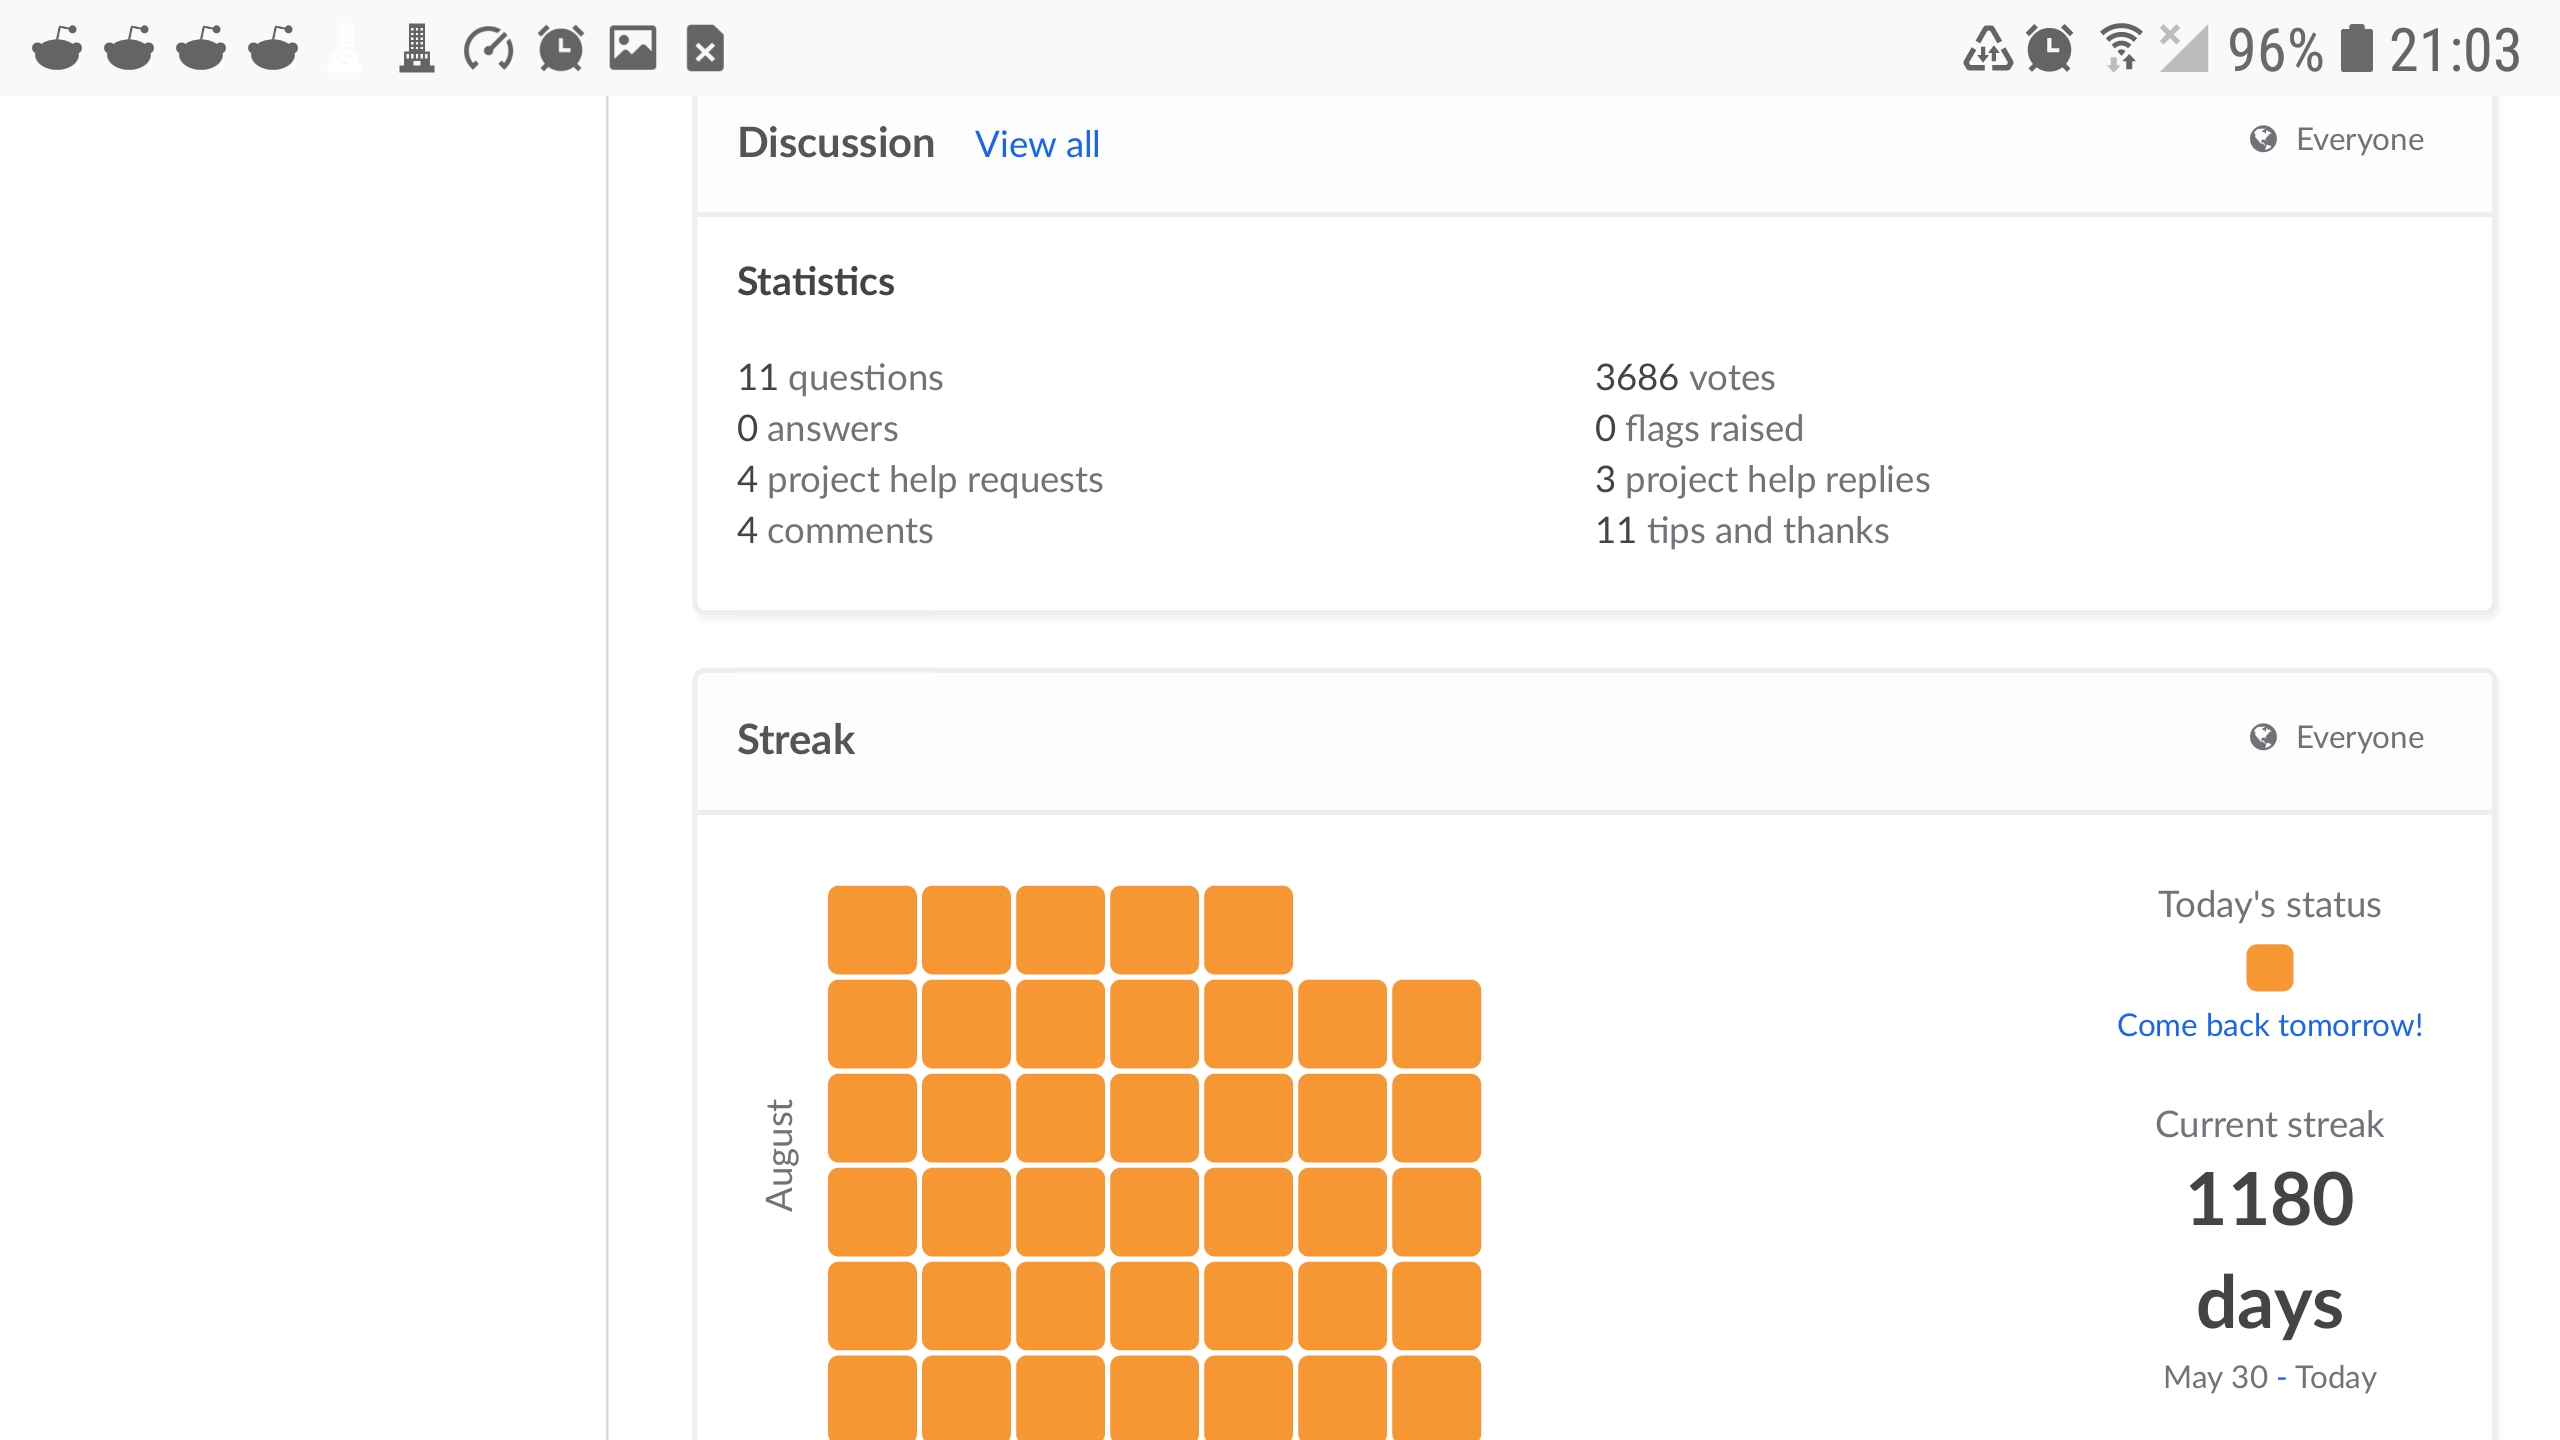 96% 21:03
Discussion View all Everyone
Statistics
11 questions
0 answers
4 project help requests
4 comments
3686 votes
0 flags raised
3 project help replies
11 tips and thanks
Streak Everyone
August
Today's status
Come back tomorrow!
Current streak
1180
days
May 30 - Today